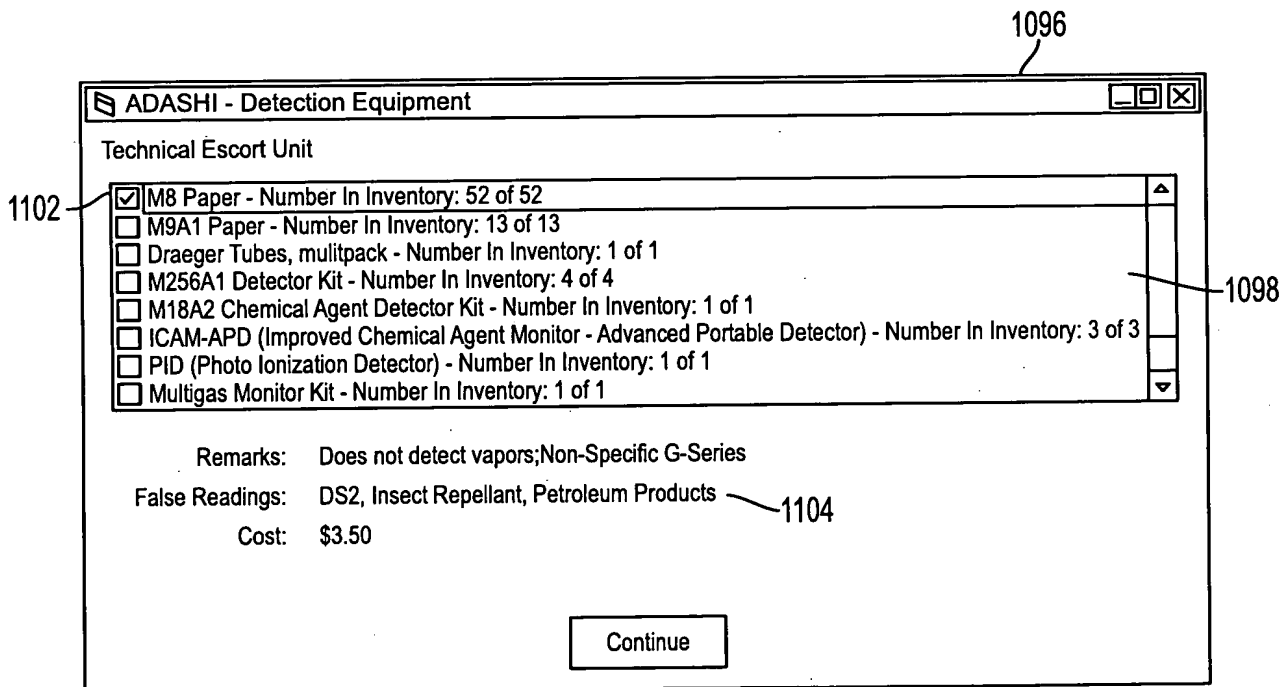 1096
ADASHI - Detection Equipment
Technical Escort Unit
1102
M8 Paper - Number In Inventory: 52 of 52
M9A1 Paper - Number In Inventory: 13 of 13
Draeger Tubes, mulitpack - Number In Inventory: 1 of 1
M256A1 Detector Kit - Number In Inventory: 4 of 4
1098
M18A2 Chemical Agent Detector Kit - Number In Inventory: 1 of 1
ICAM-APD (Improved Chemical Agent Monitor - Advanced Portable Detector) - Number In Inventory: 3 of 3
PID (Photo Ionization Detector) - Number In Inventory: 1 of 1
Multigas Monitor Kit - Number In Inventory: 1 of 1
Remarks: Does not detect vapors;Non-Specific G-Series
False Readings: DS2, Insect Repellant, Petroleum Products
1104
Cost: $3.50
Continue